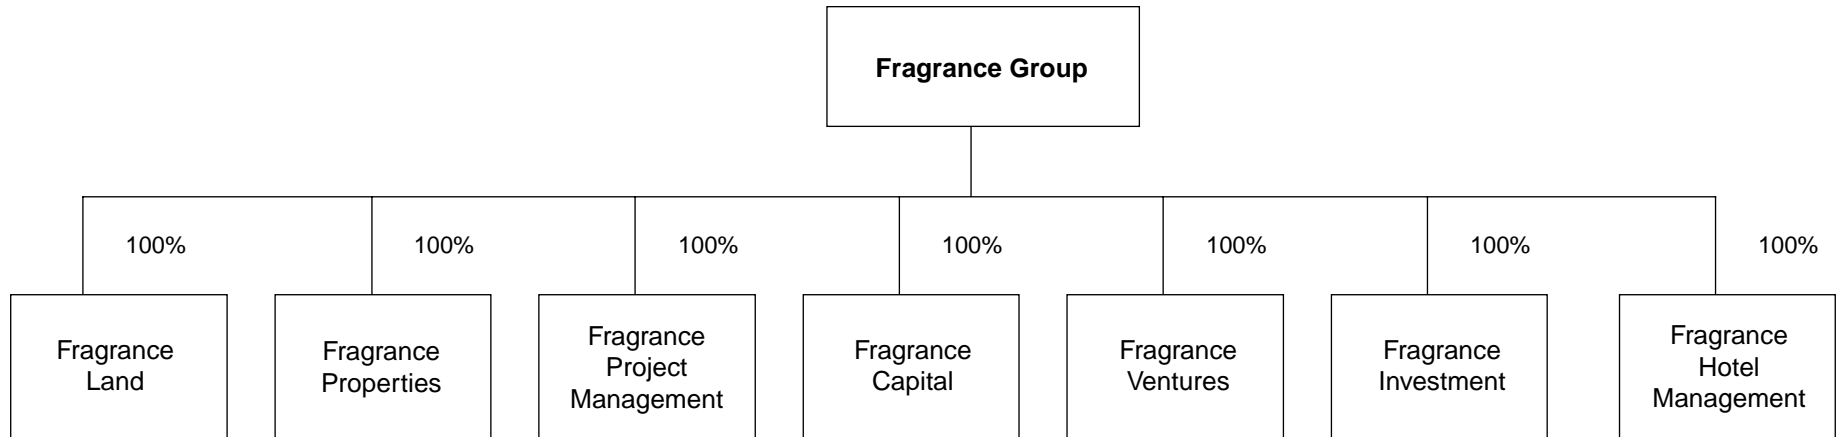 Fragrance Group
100%
100%
100%
100%
100%
100%
100%
Fragrance
Land
Fragrance
Properties
Fragrance
Project
Management
Fragrance
Capital
Fragrance
Ventures
Fragrance
Investment
Fragrance
Hotel
Management